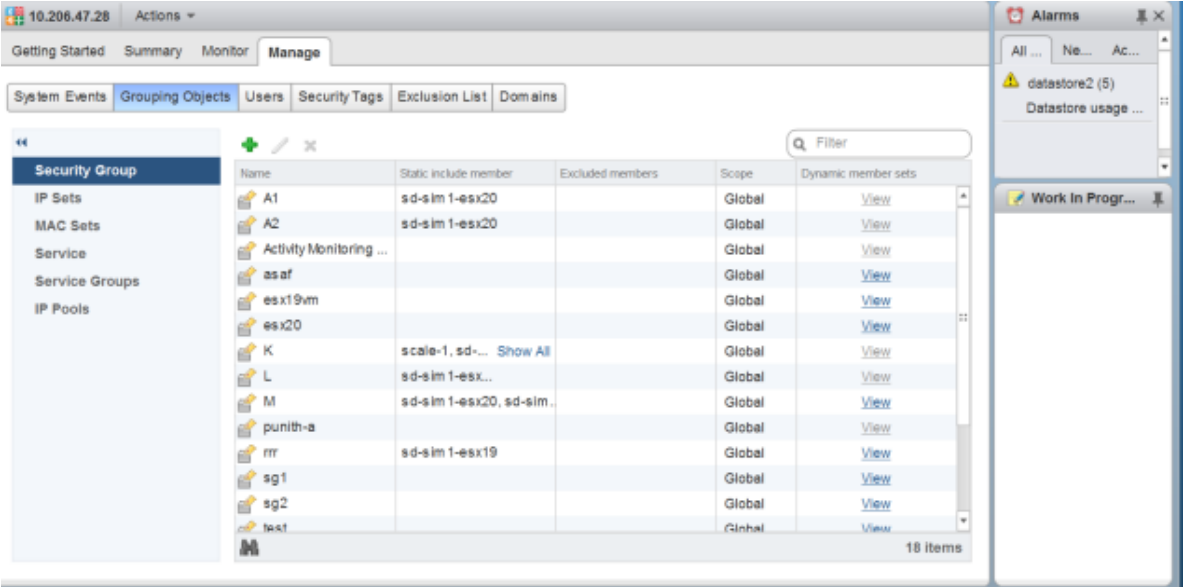 10.206.47.28 Actions
Getting Started Summary Monitor Manage
System Events Grouping Objects Users Security Tags Exclusion List Domains
Security Group
IP Sets
MAC Sets
Service
Service Groups
IP Pools
Filter
Name Static include member Excluded members Scope Dynamic member sets
A1 sd-sim1-esx20 Global View
A2 sd-sim1-esx20 Global View
Activity Monitoring ... Global View
asaf Global View
esx19vm Global View
esx20 Global View
K scale-1, sd-... Show All Global View
L sd-sim1-esx... Global View
M sd-sim1-esx20, sd-sim.. Global View
punith-a Global View
rrr sd-sim1-esx19 Global View
sg1 Global View
sg2 Global View
test Global View
18 items
Alarms
All ... Ne... Ac...
datastore2 (5)
Datastore usage ...
Work In Progr...